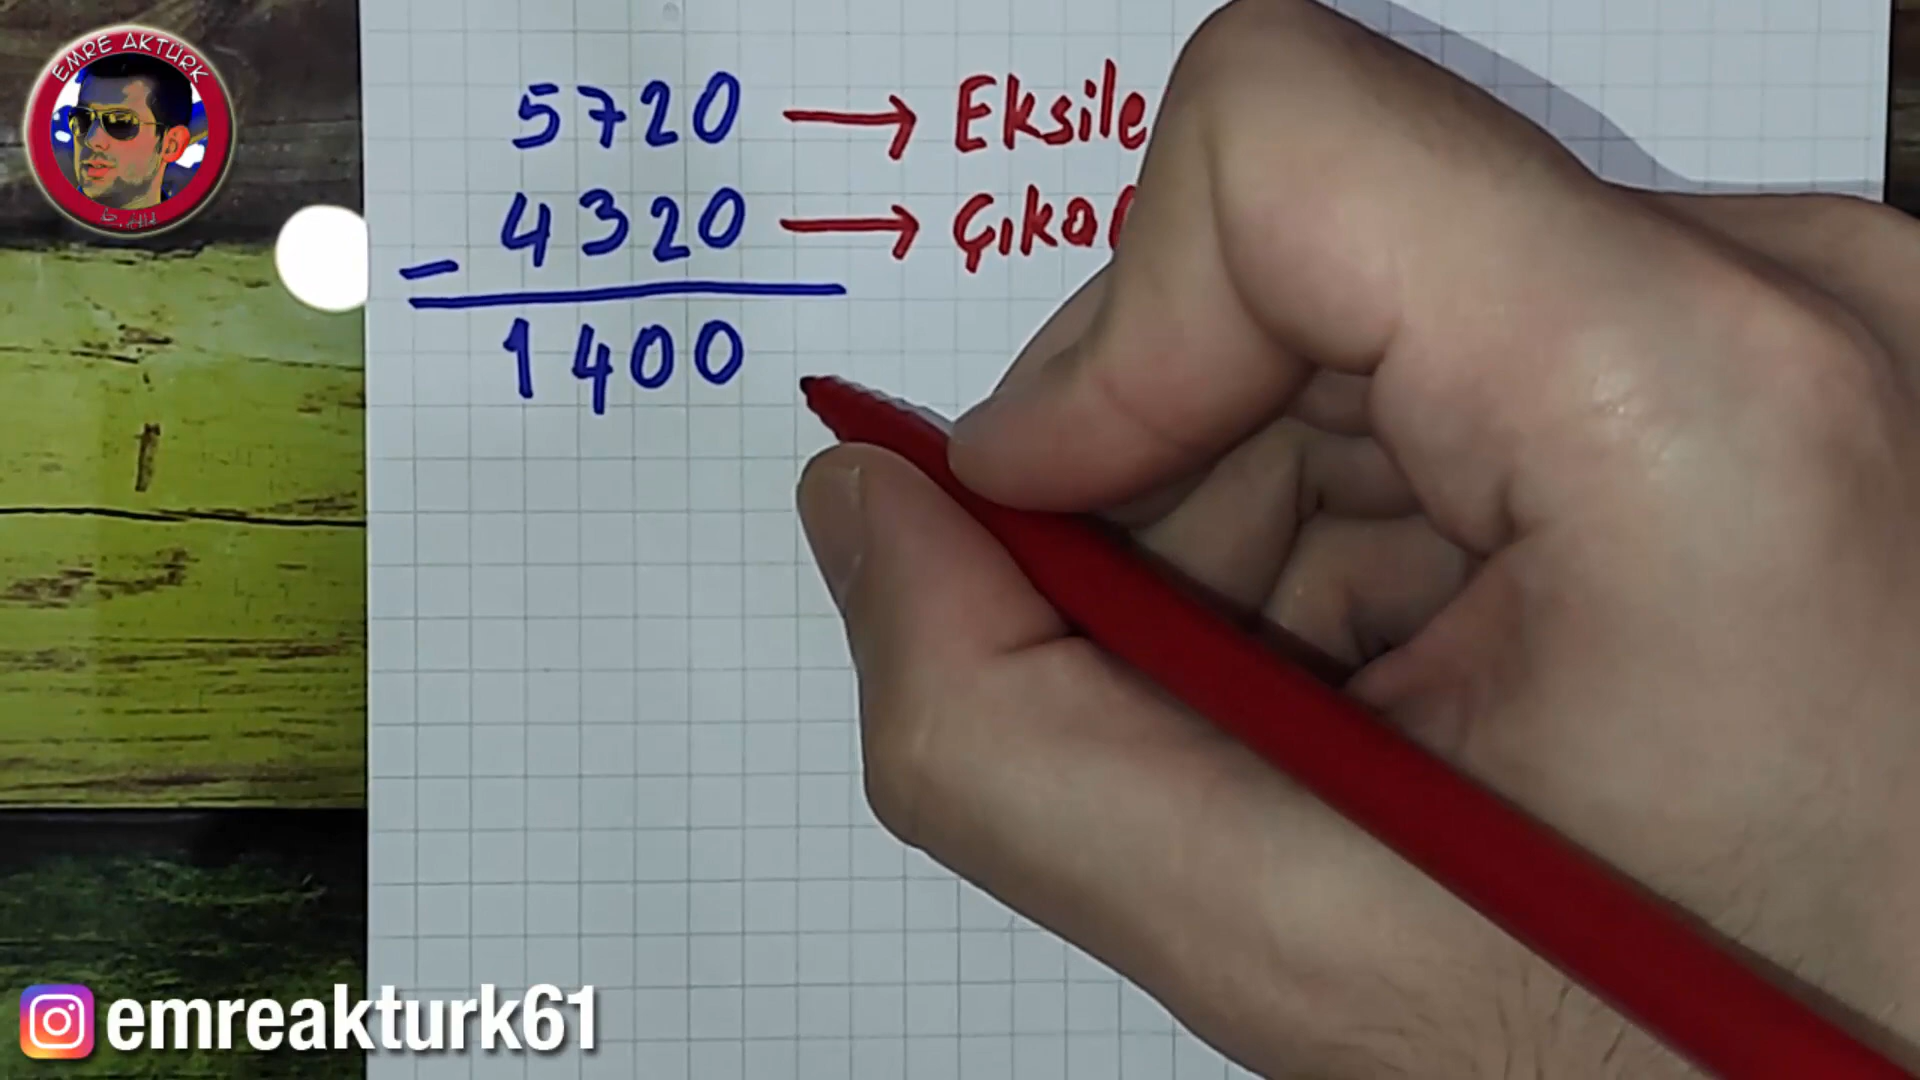 EMRE AKTÜRK
5720 → Eksile
4320 → Çıka
-
1400
emreakturk61